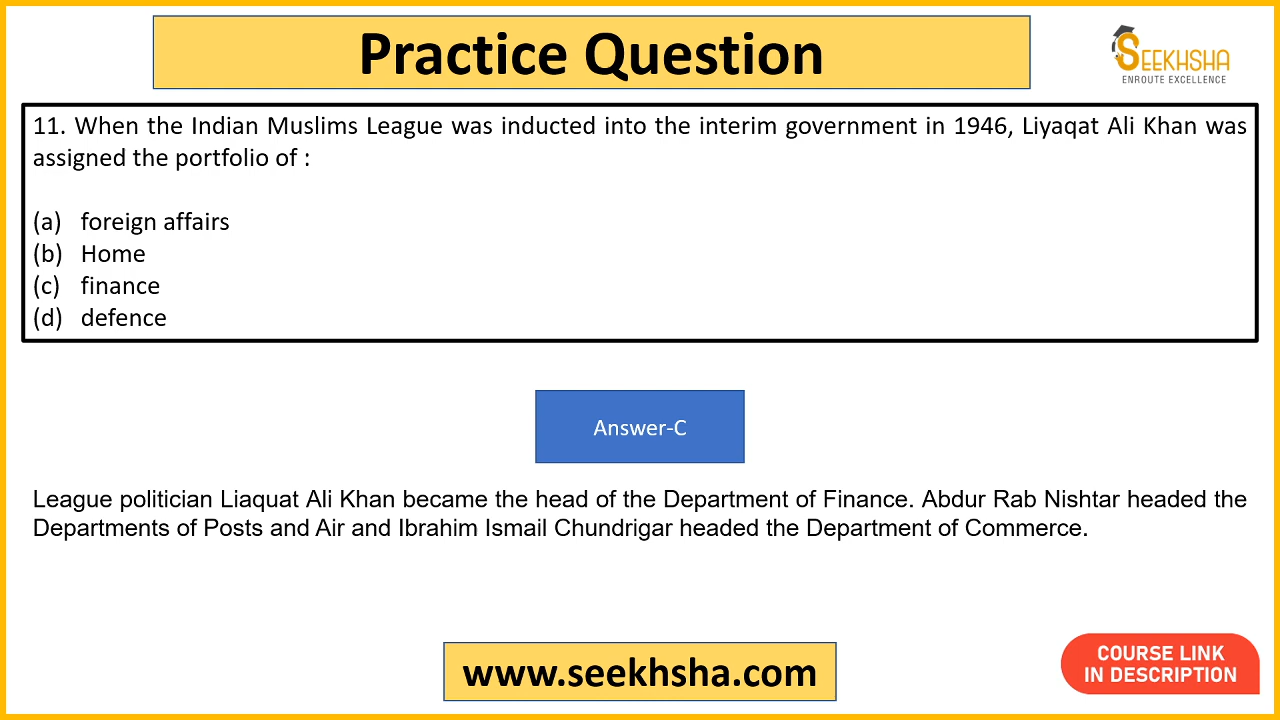 Practice Question
SEEKHSHA
ENROUTE EXCELLENCE
11. When the Indian Muslims League was inducted into the interim government in 1946, Liyaqat Ali Khan was
assigned the portfolio of :
(a) foreign affairs
(b) Home
(c) finance
(d) defence
Answer-C
League politician Liaquat Ali Khan became the head of the Department of Finance. Abdur Rab Nishtar headed the
Departments of Posts and Air and Ibrahim Ismail Chundrigar headed the Department of Commerce.
www.seekhsha.com
COURSE LINK
IN DESCRIPTION